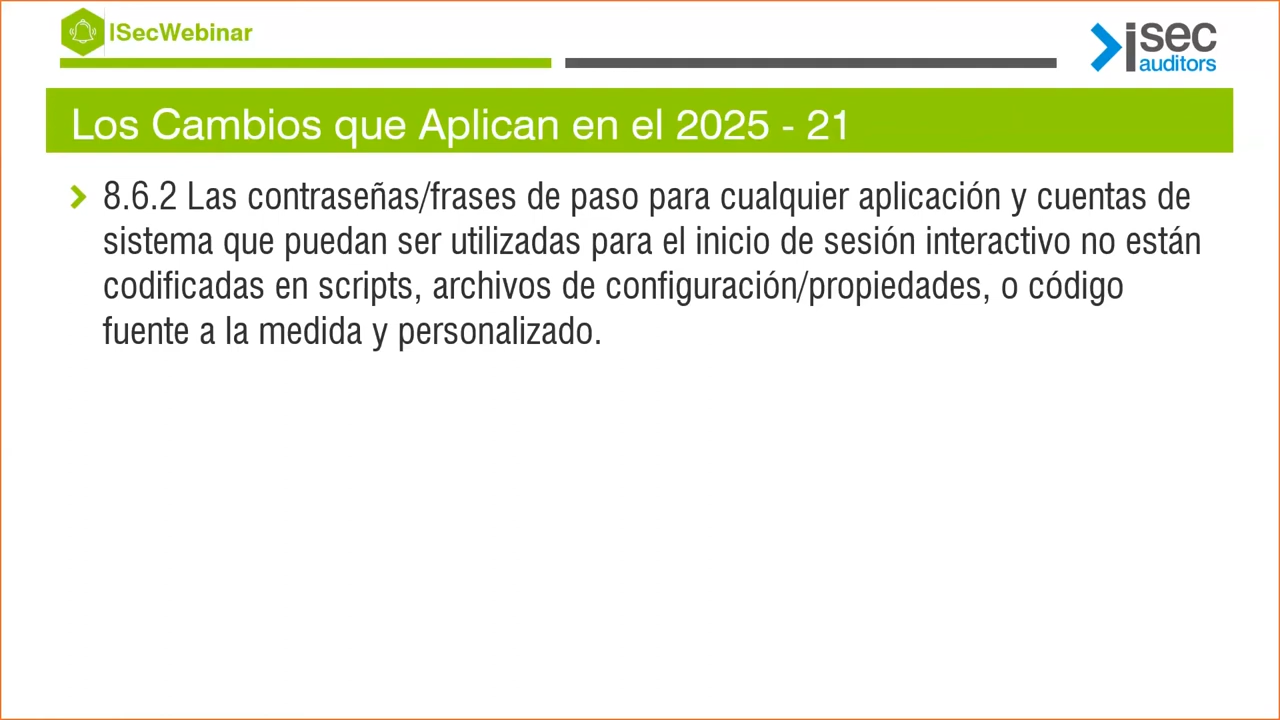 ISecWebinar
isec
auditors
Los Cambios que Aplican en el 2025 - 21
8.6.2 Las contraseñas/frases de paso para cualquier aplicación y cuentas de
sistema que puedan ser utilizadas para el inicio de sesión interactivo no están
codificadas en scripts, archivos de configuración/propiedades, o código
fuente a la medida y personalizado.